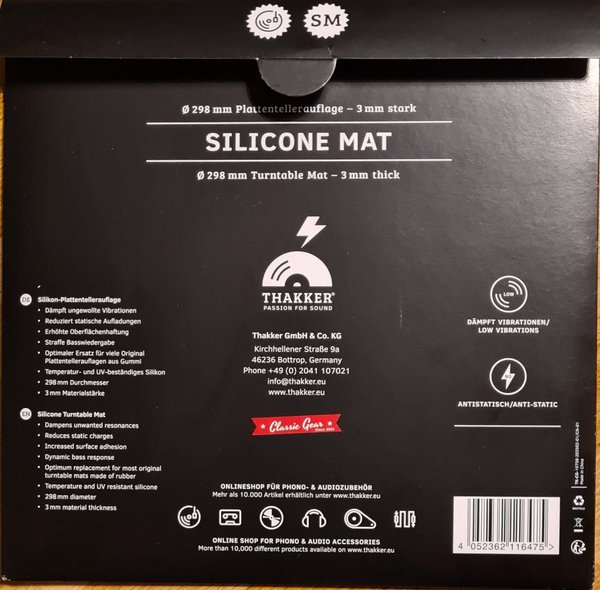 SM
Ø 298 mm Plattentellerauflage – 3 mm stark
SILICONE MAT
Ø 298 mm Turntable Mat – 3 mm thick
THAKKER®
PASSION FOR SOUND
Thakker GmbH & Co. KG
Kirchhellener Straße 9a
46236 Bottrop, Germany
Phone +49 (0) 2041 107021
info@thakker.eu
www.thakker.eu
★ Classic Gear ★
Since 2002
DE Silikon-Plattentellerauflage
• Dämpft ungewollte Vibrationen
• Reduziert statische Aufladungen
• Erhöhte Oberflächenhaftung
• Straffe Basswiedergabe
• Optimaler Ersatz für viele Original
Plattentellerauflagen aus Gummi
• Temperatur- und UV-beständiges Silikon
• 298 mm Durchmesser
• 3 mm Materialstärke
EN Silicone Turntable Mat
• Dampens unwanted resonances
• Reduces static charges
• Increased surface adhesion
• Dynamic bass response
• Optimum replacement for most original
turntable mats made of rubber
• Temperature and UV resistant silicone
• 298 mm diameter
• 3 mm material thickness
LOW
DÄMPFT VIBRATIONEN/
LOW VIBRATIONS
ANTISTATISCH/ANTI-STATIC
ONLINESHOP FÜR PHONO- & AUDIOZUBEHÖR
Mehr als 10.000 Artikel erhältlich unter www.thakker.eu
ONLINE SHOP FOR PHONO & AUDIO ACCESSORIES
More than 10,000 different products available on www.thakker.eu
4 052362 116475 >
Made in China